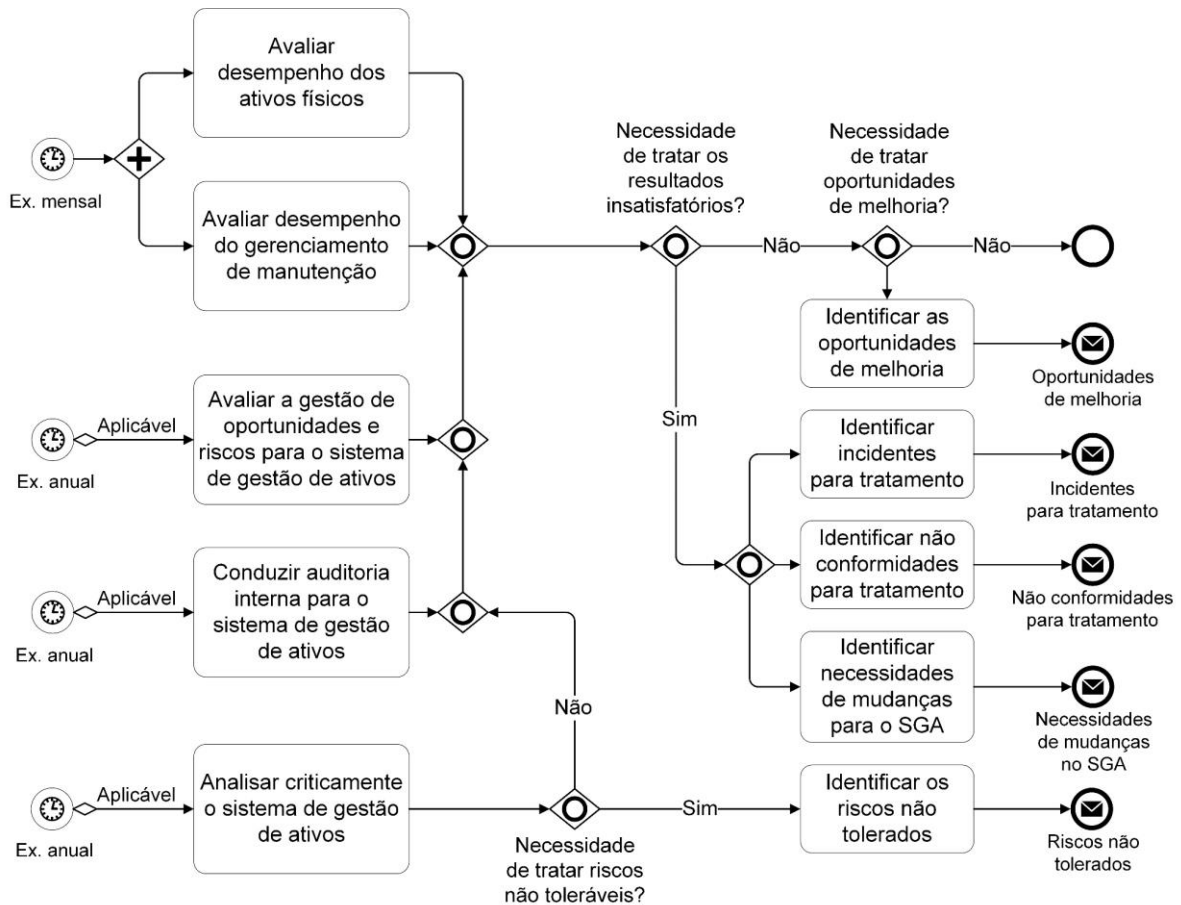 Avaliar
desempenho dos
ativos físicos
Ex. mensal
Avaliar desempenho
do gerenciamento
de manutenção
Necessidade
de tratar os
resultados
insatisfatórios?
Necessidade
de tratar
oportunidades
de melhoria?
Não
Não
Identificar as
oportunidades
de melhoria
Oportunidades
de melhoria
Aplicável
Ex. anual
Avaliar a gestão de
oportunidades e
riscos para o sistema
de gestão de ativos
Sim
Identificar
incidentes
para tratamento
Incidentes
para tratamento
Aplicável
Ex. anual
Conduzir auditoria
interna para o
sistema de gestão
de ativos
Identificar não
conformidades
para tratamento
Não conformidades
para tratamento
Não
Identificar
necessidades
de mudanças
para o SGA
Necessidades
de mudanças
no SGA
Aplicável
Ex. anual
Analisar criticamente
o sistema de gestão
de ativos
Necessidade
de tratar riscos
não toleráveis?
Sim
Identificar os
riscos não
tolerados
Riscos não
tolerados